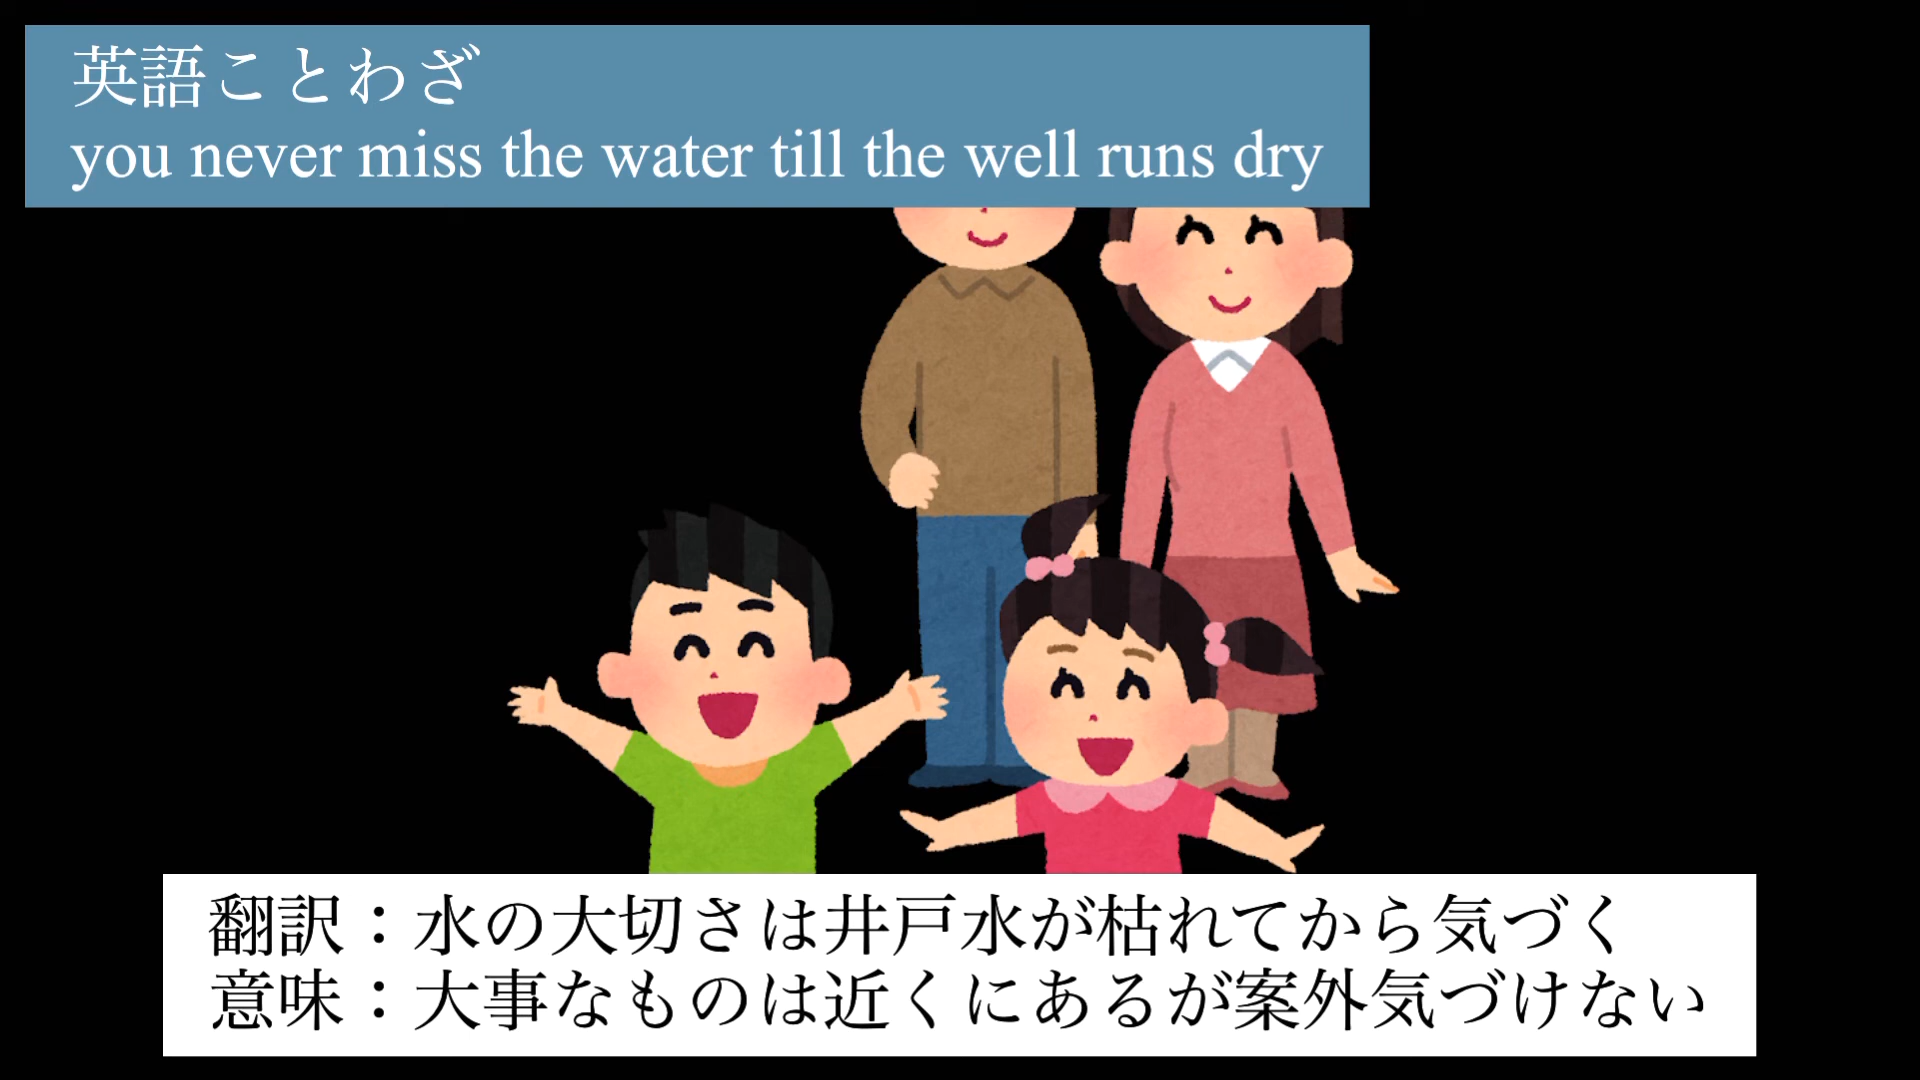 英語ことわざ
you never miss the water till the well runs dry
翻訳：水の大切さは井戸水が枯れてから気づく
意味：大事なものは近くにあるが案外気づけない